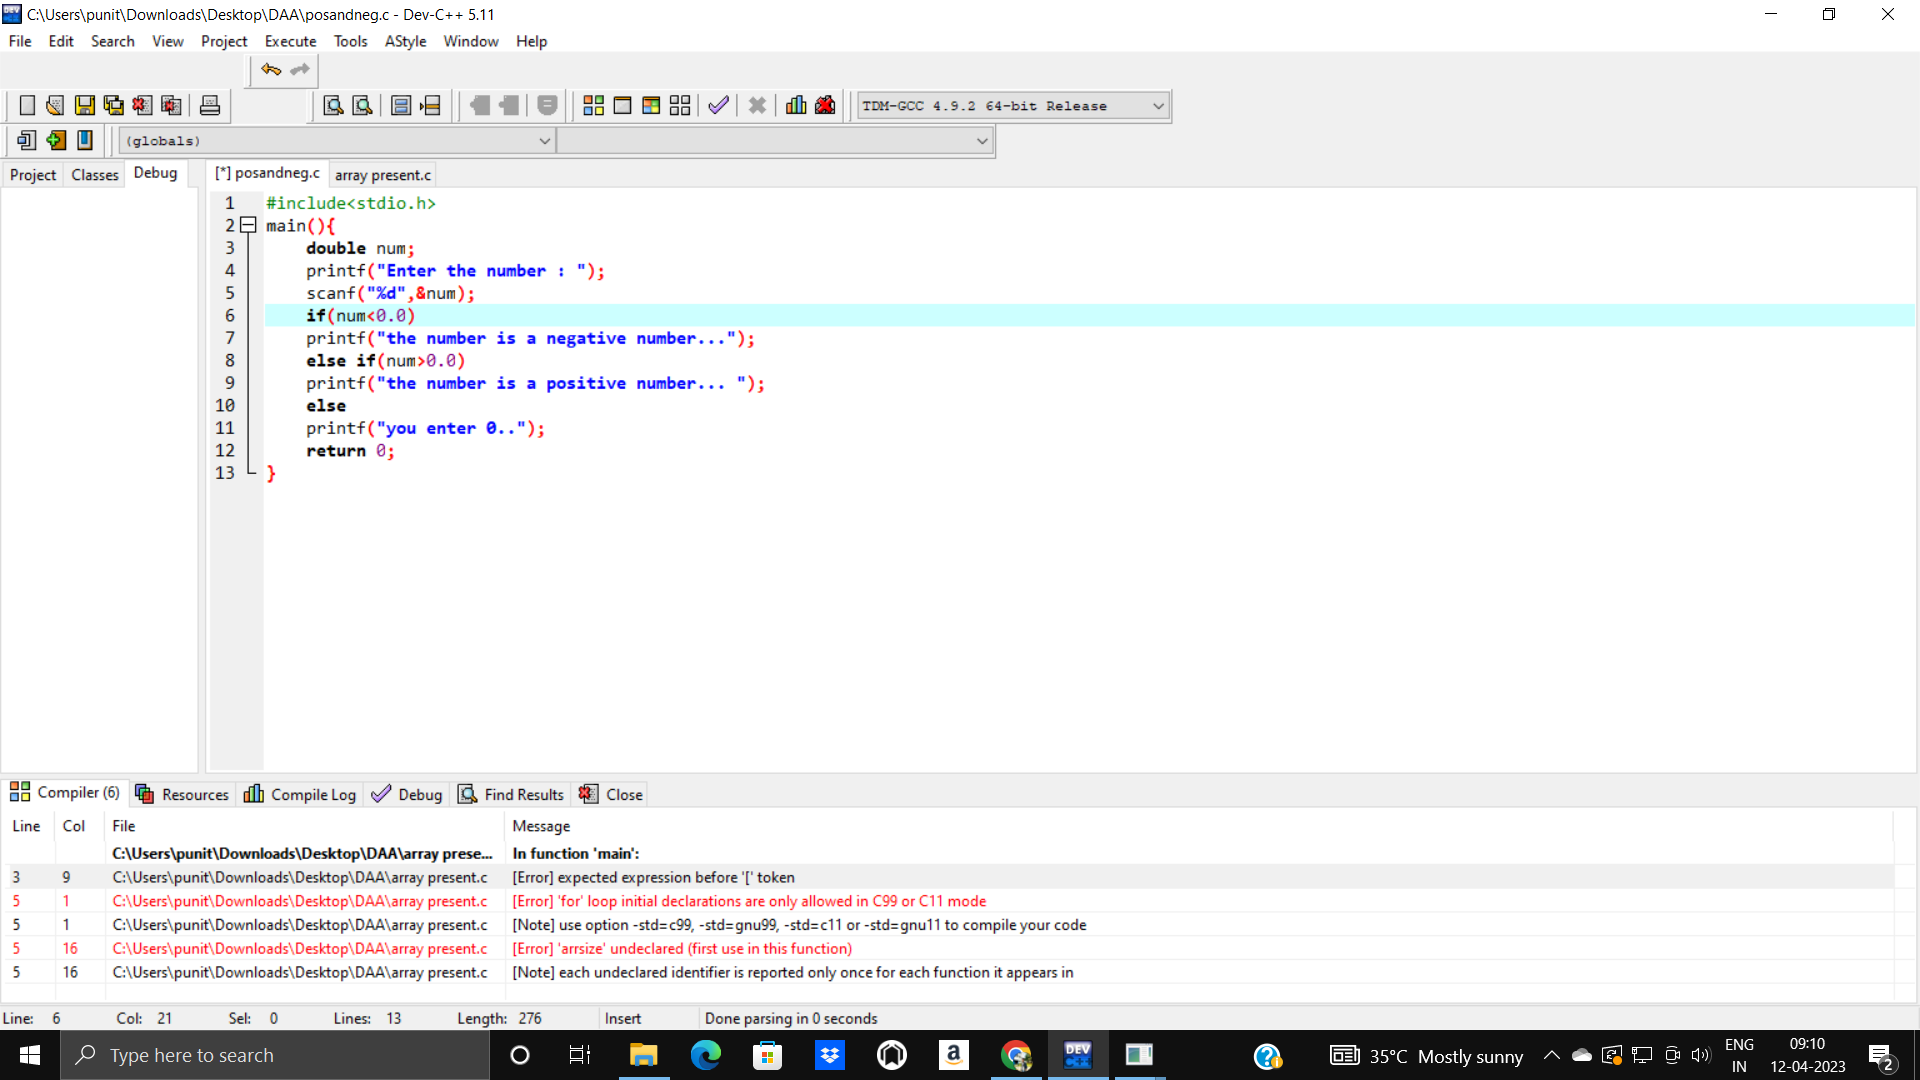 C:\Users\punit\Downloads\Desktop\DAA\posandneg.c - Dev-C++ 5.11
File Edit Search View Project Execute Tools AStyle Window Help
TDM-GCC 4.9.2 64-bit Release
(globals)
Project Classes Debug [*] posandneg.c array present.c
1 #include<stdio.h>
2 main(){
3 double num;
4 printf("Enter the number : ");
5 scanf("%d",&num);
6 if(num<0.0)
7 printf("the number is a negative number...");
8 else if(num>0.0)
9 printf("the number is a positive number... ");
10 else
11 printf("you enter 0..");
12 return 0;
13 }
Compiler (6) Resources Compile Log Debug Find Results Close
Line Col File Message
C:\Users\punit\Downloads\Desktop\DAA\array prese... In function 'main':
3 9 C:\Users\punit\Downloads\Desktop\DAA\array present.c [Error] expected expression before '[' token
5 1 C:\Users\punit\Downloads\Desktop\DAA\array present.c [Error] 'for' loop initial declarations are only allowed in C99 or C11 mode
5 1 C:\Users\punit\Downloads\Desktop\DAA\array present.c [Note] use option -std=c99, -std=gnu99, -std=c11 or -std=gnu11 to compile your code
5 16 C:\Users\punit\Downloads\Desktop\DAA\array present.c [Error] 'arrsize' undeclared (first use in this function)
5 16 C:\Users\punit\Downloads\Desktop\DAA\array present.c [Note] each undeclared identifier is reported only once for each function it appears in
Line: 6 Col: 21 Sel: 0 Lines: 13 Length: 276 Insert Done parsing in 0 seconds
Type here to search DEV C++ 35°C Mostly sunny ENG 09:10
IN 12-04-2023 2